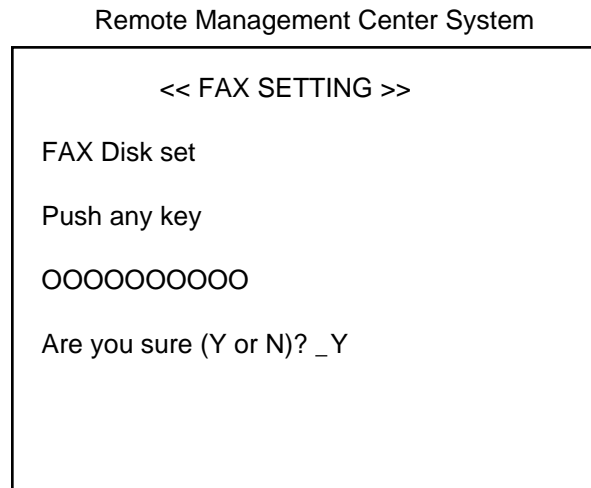 Remote Management Center System
<< FAX SETTING >>
FAX Disk set
Push any key
OOOOOOOOOO
Are you sure (Y or N)? _Y